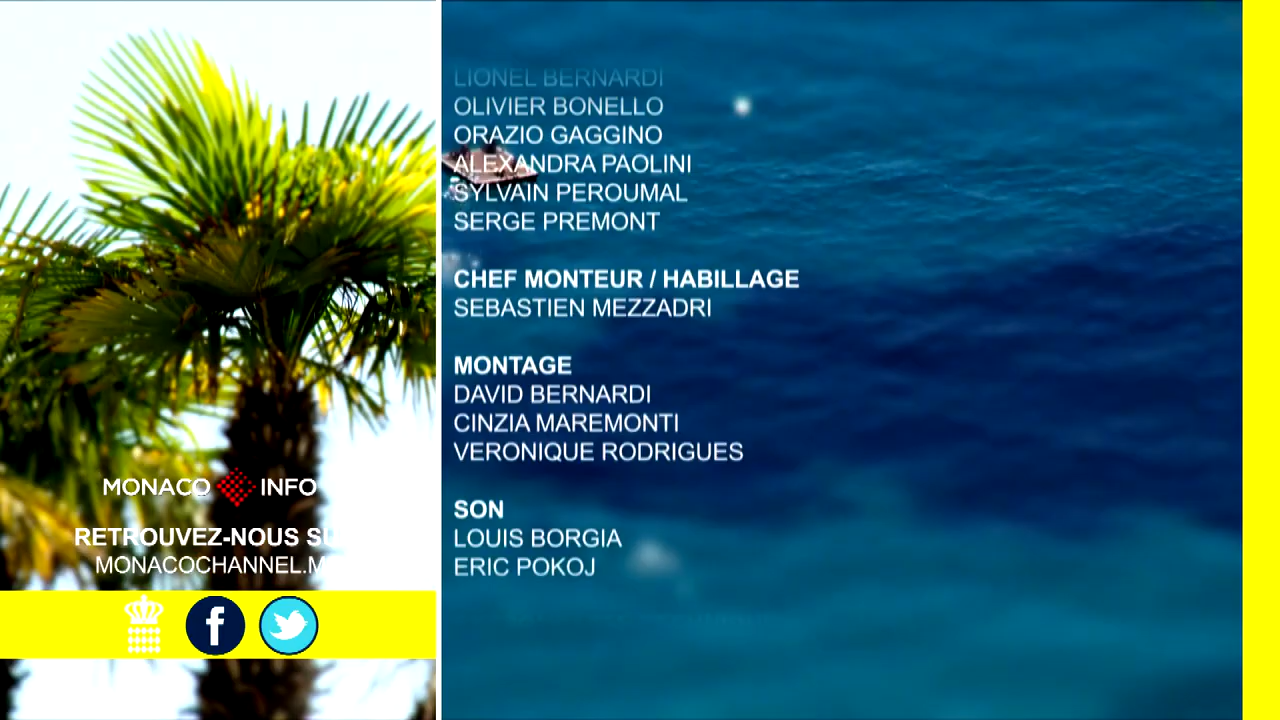 MONACO INFO
RETROUVEZ-NOUS SU
MONACOCHANNEL.M
f
LIONEL BERNARDI
OLIVIER BONELLO
ORAZIO GAGGINO
ALEXANDRA PAOLINI
SYLVAIN PEROUMAL
SERGE PREMONT
CHEF MONTEUR / HABILLAGE
SEBASTIEN MEZZADRI
MONTAGE
DAVID BERNARDI
CINZIA MAREMONTI
VERONIQUE RODRIGUES
SON
LOUIS BORGIA
ERIC POKOJ